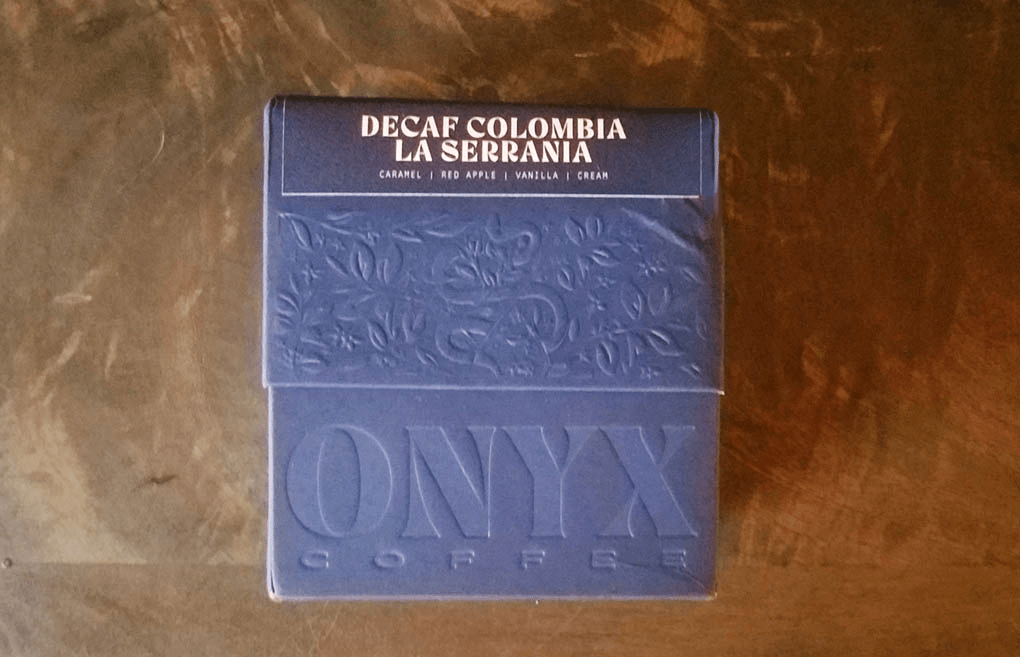 DECAF COLOMBIA
LA SERRANIA
CARAMEL | RED APPLE | VANILLA | CREAM
ONYX
COFFEE